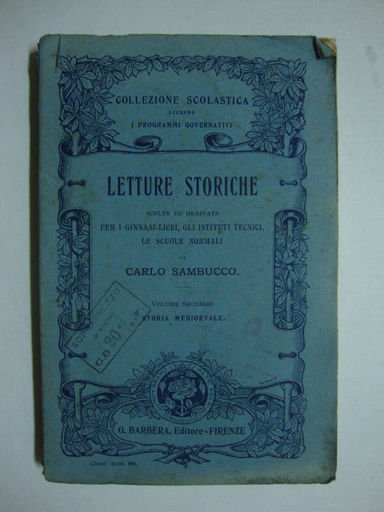 COLLEZIONE SCOLASTICA
SECONDO
I PROGRAMMI GOVERNATIVI
LETTURE STORICHE
SCELTE ED ORDINATE
PER I GINNASI-LICEI, GLI ISTITUTI TECNICI,
LE SCUOLE NORMALI
DA
CARLO SAMBUCCO.
VOLUME SECONDO
STORIA MEDIOEVALE.
G. BARBÈRA, Editore-FIRENZE